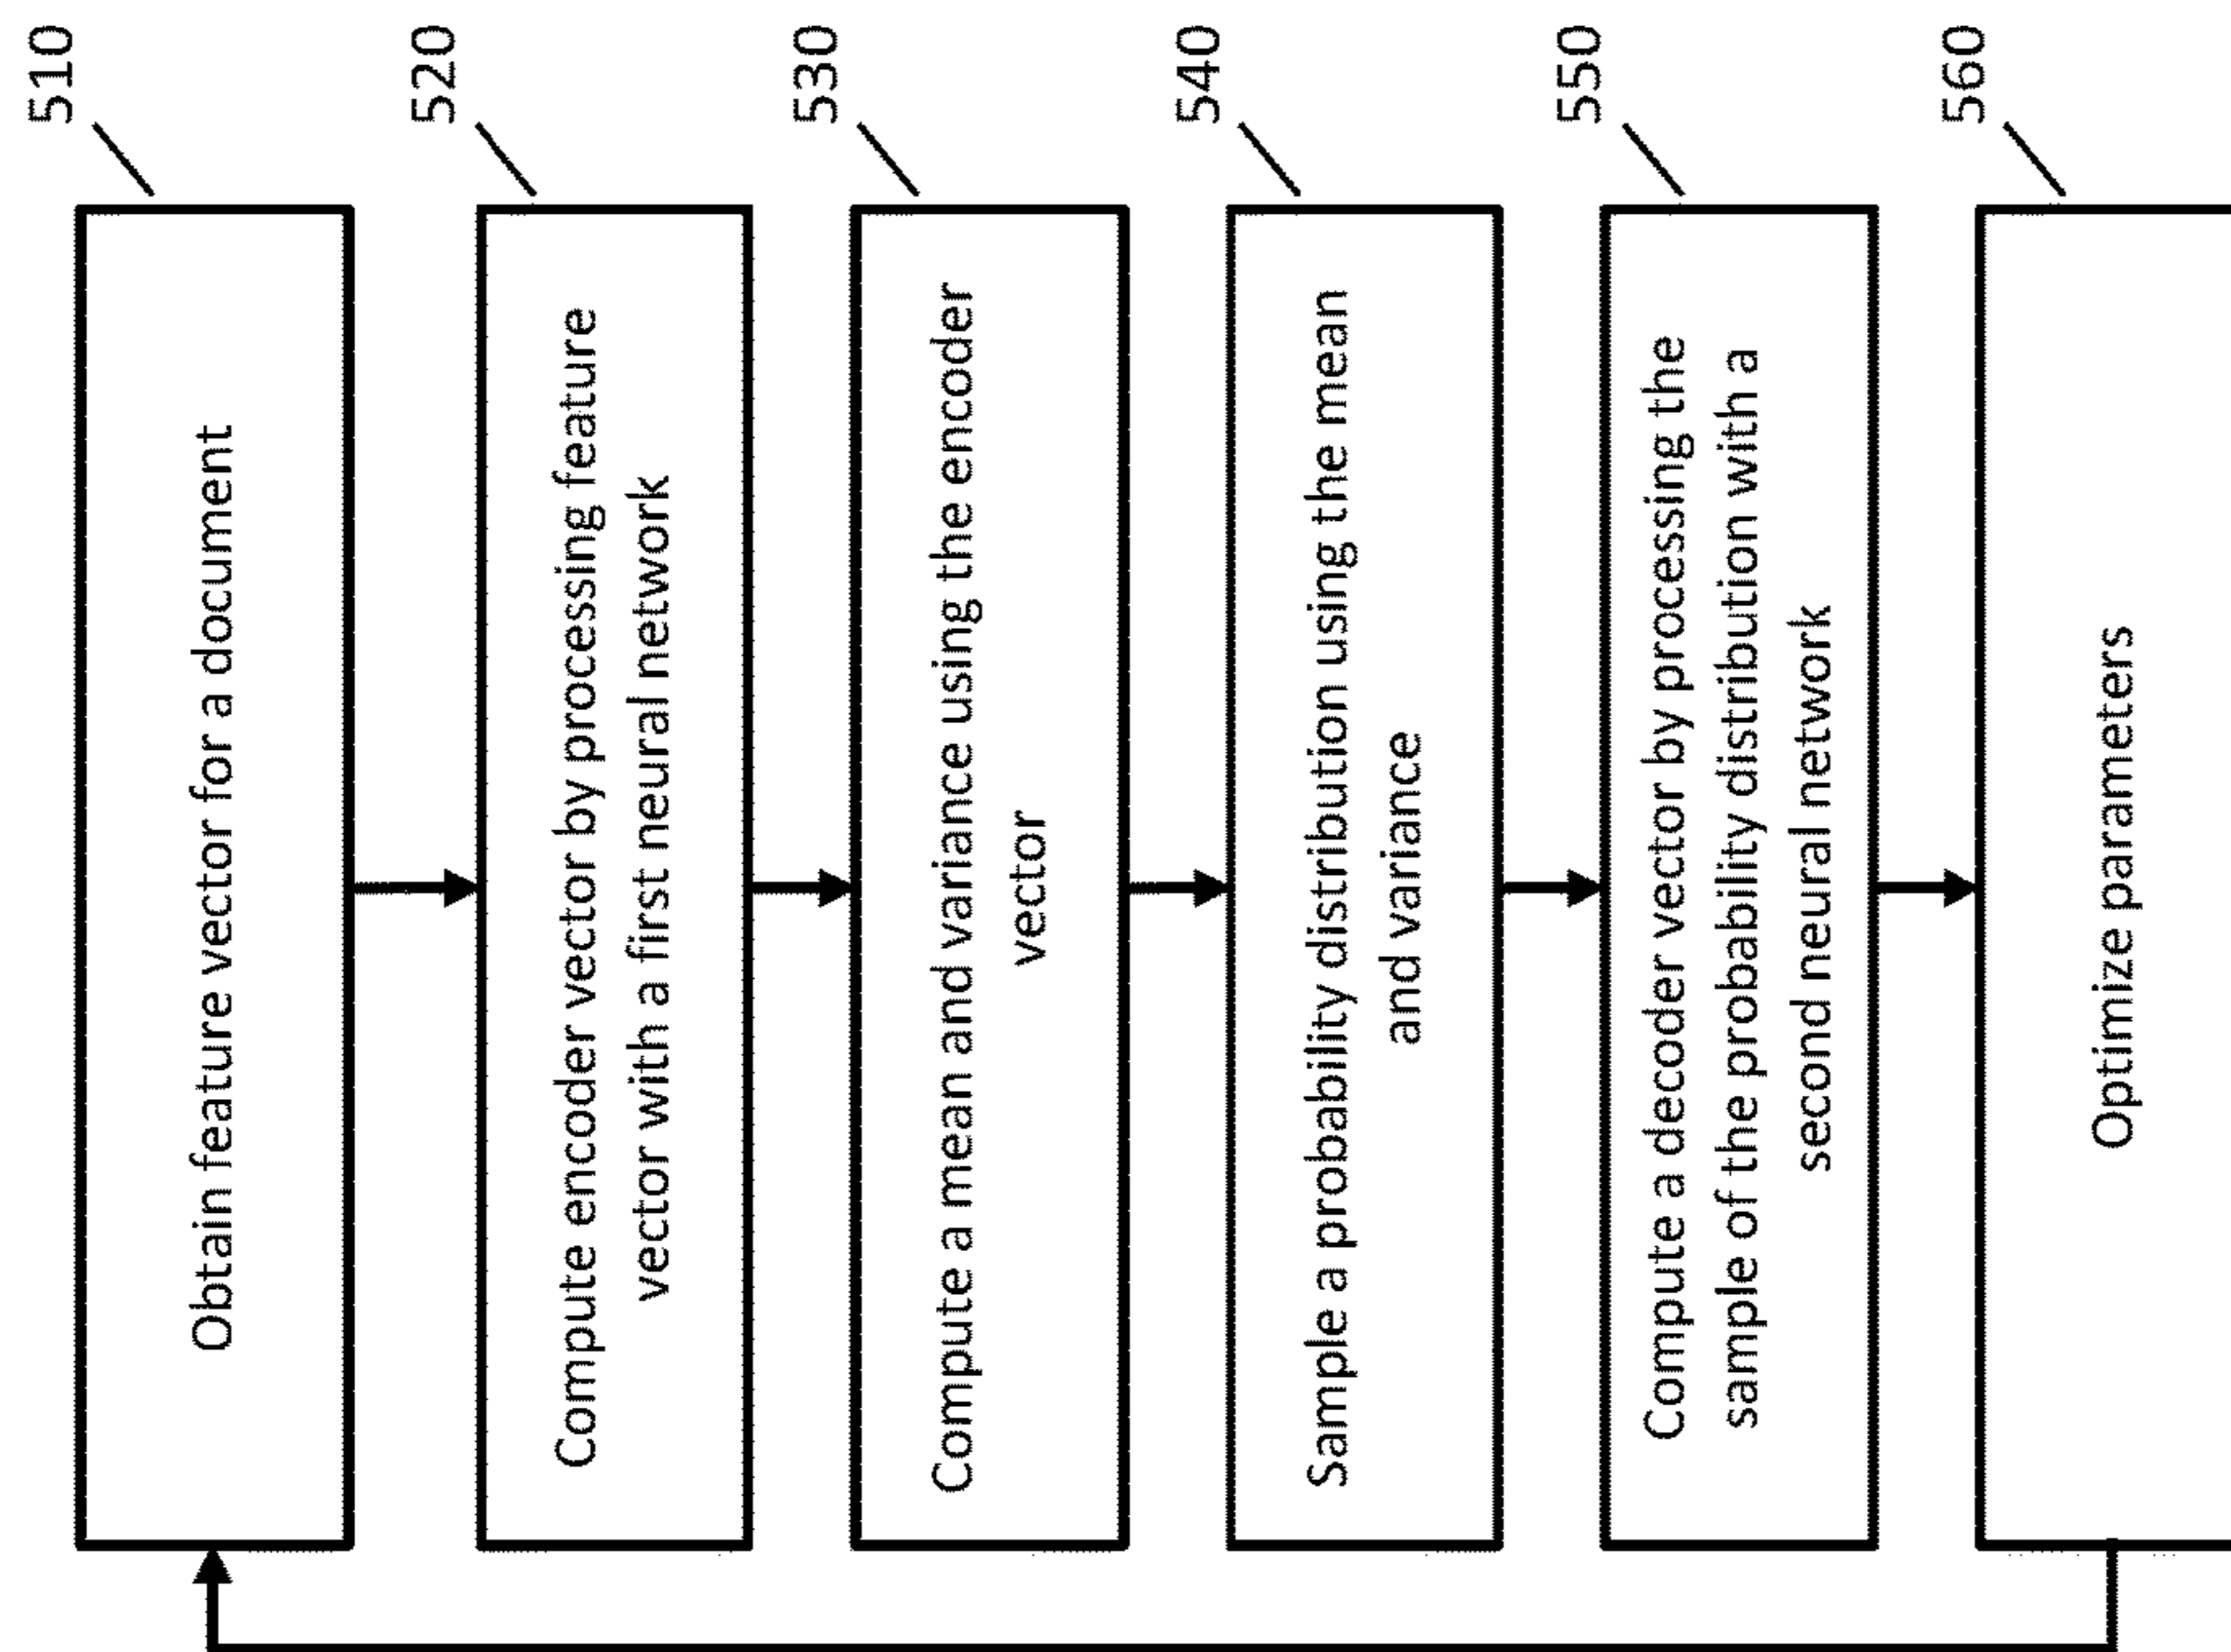 510
Obtain feature vector for a document
520
Compute encoder vector by processing feature
vector with a first neural network
530
Compute a mean and variance using the encoder
vector
540
Sample a probability distribution using the mean
and variance
550
Compute a decoder vector by processing the
sample of the probability distribution with a
second neural network
560
Optimize parameters